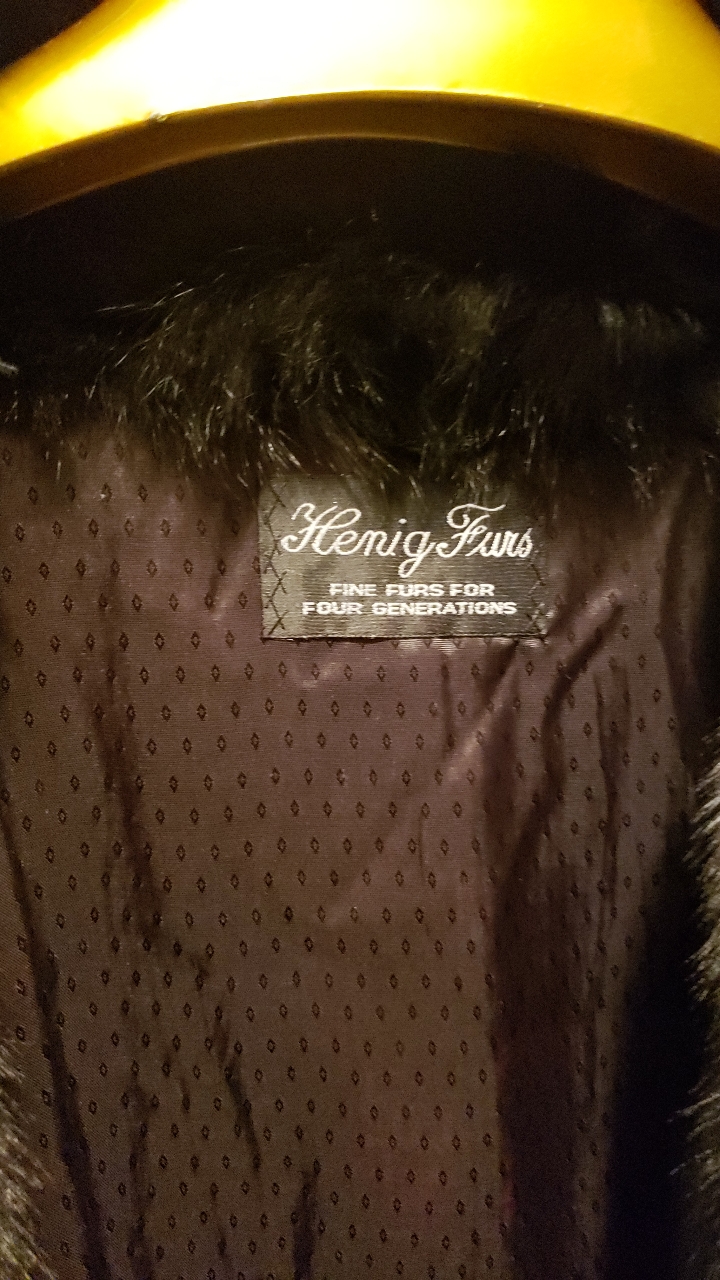 Henig Furs
FINE FURS FOR
FOUR GENERATIONS